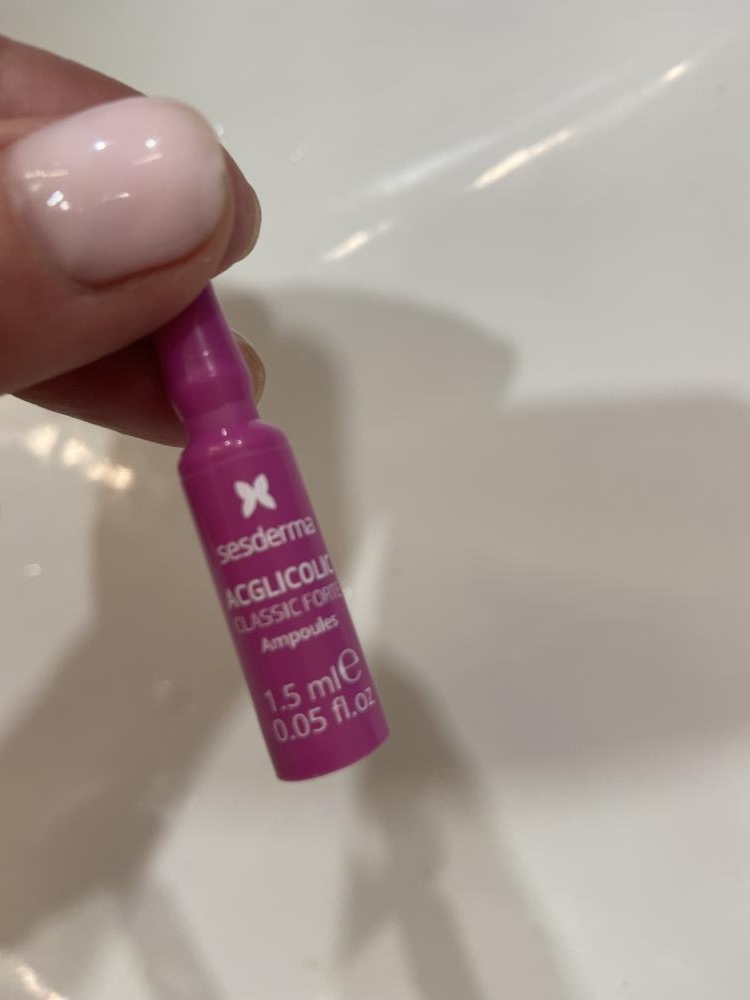 sesderma
ACGLICOLIC
CLASSIC FORTE
Ampoules
1.5 ml e
0.05 fl.oz